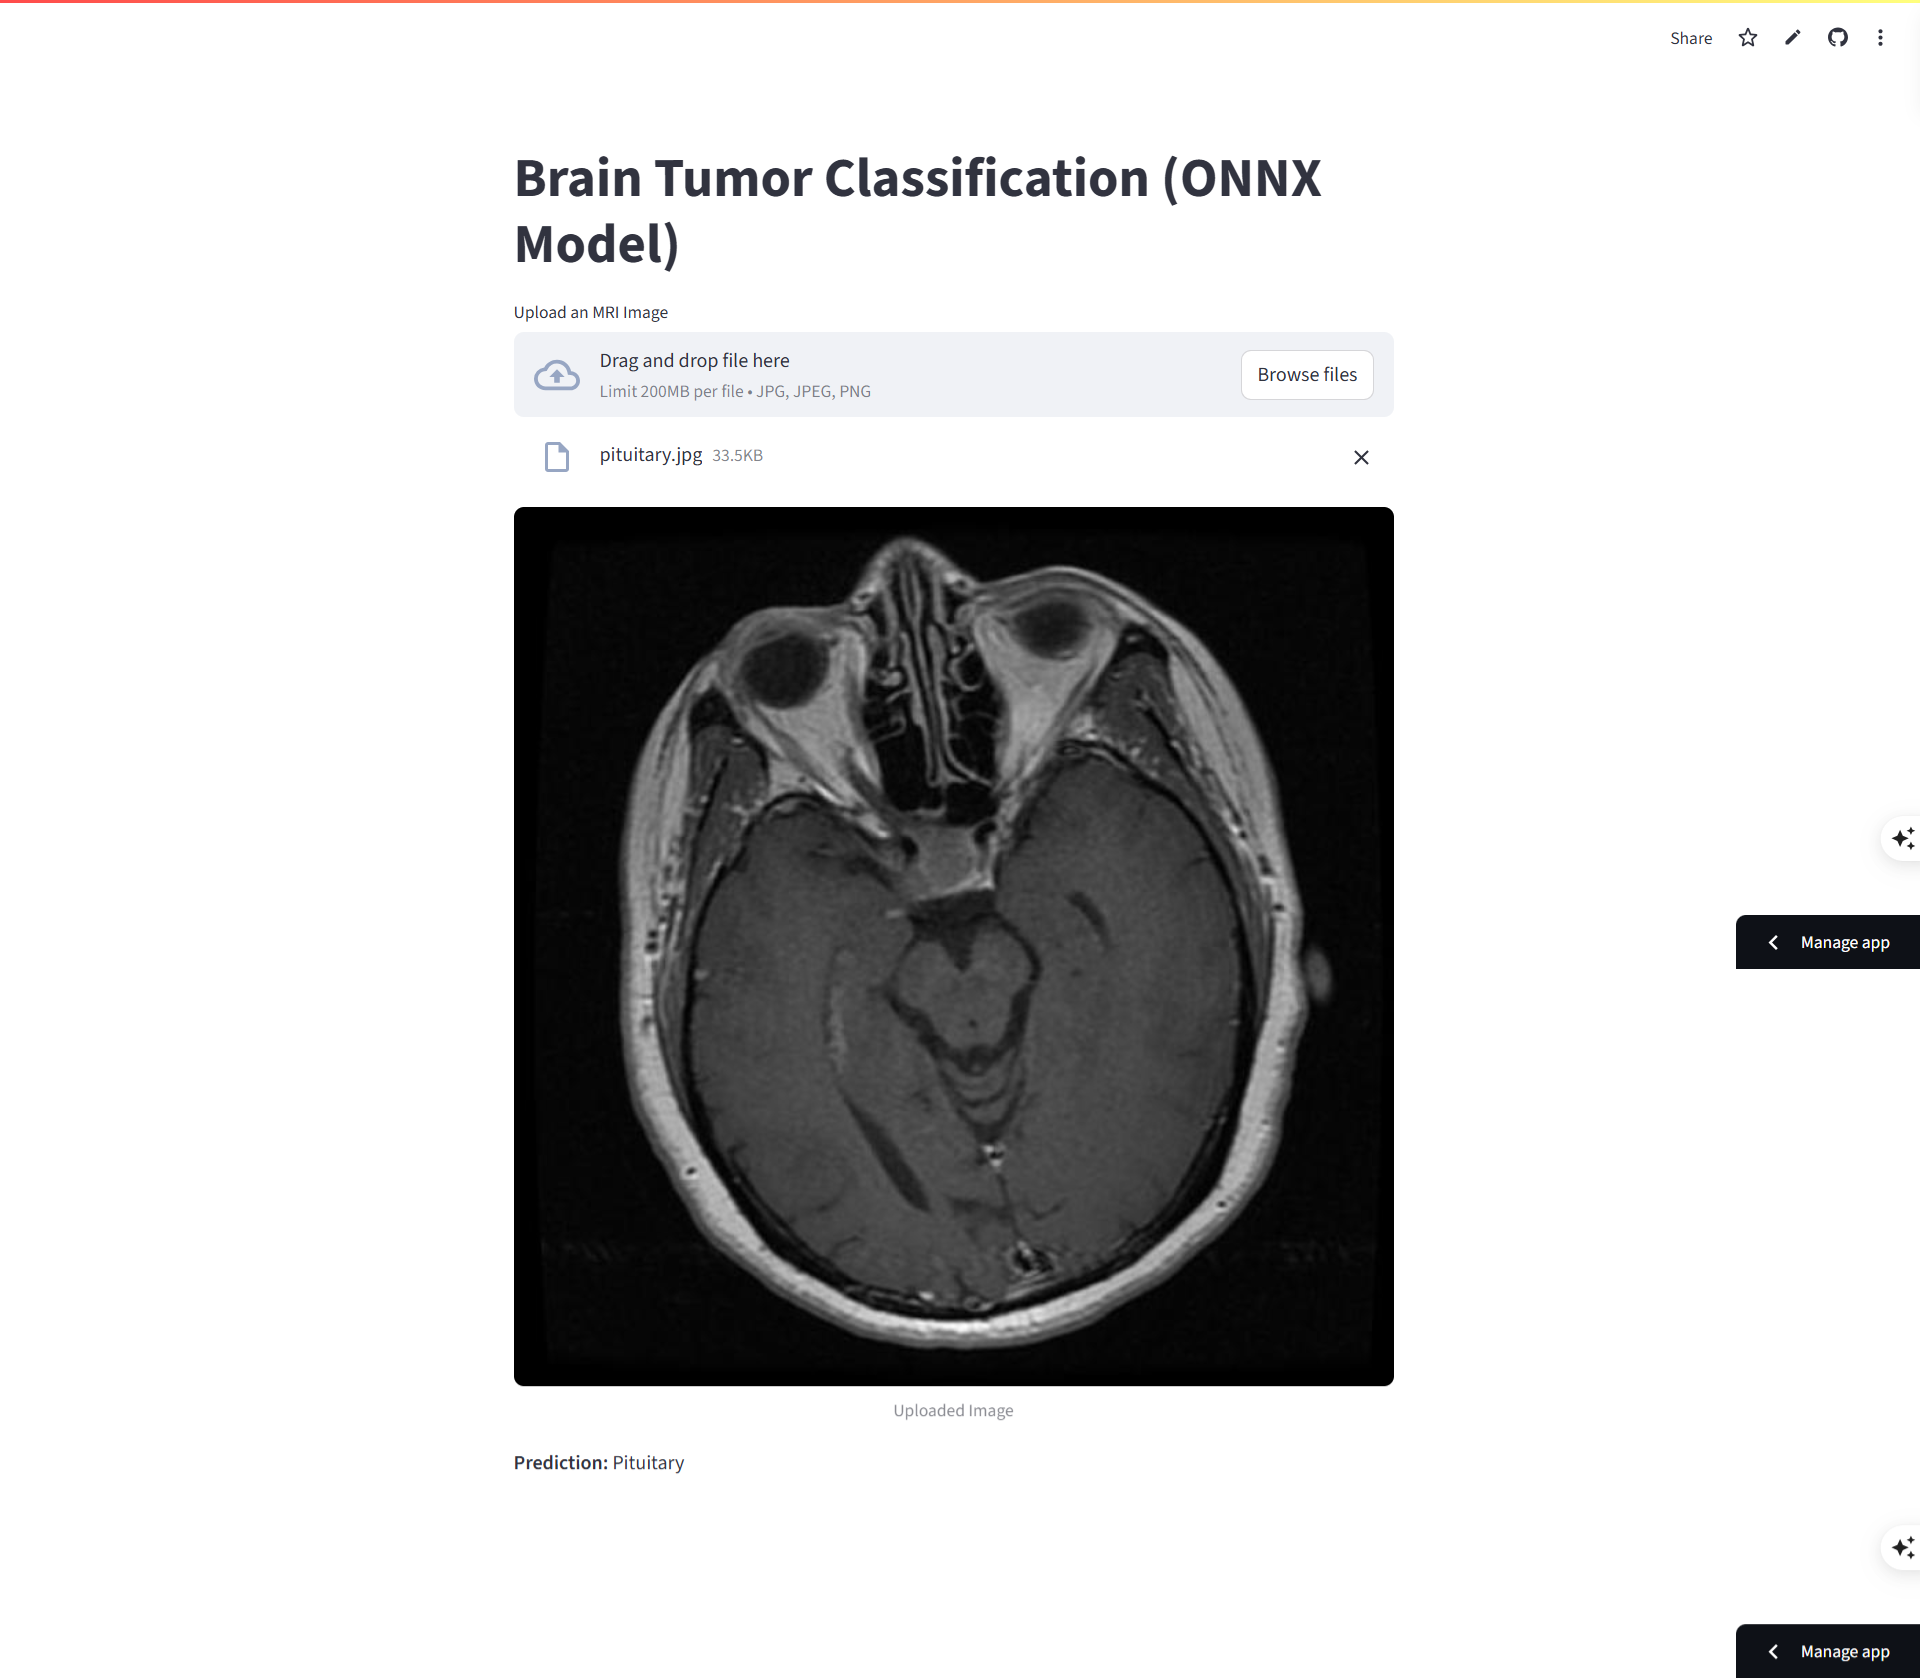 Share
Brain Tumor Classification (ONNX
Model)
Upload an MRI Image
Drag and drop file here
Limit 200MB per file • JPG, JPEG, PNG
Browse files
pituitary.jpg 33.5KB
Manage app
Uploaded Image
Prediction: Pituitary
Manage app